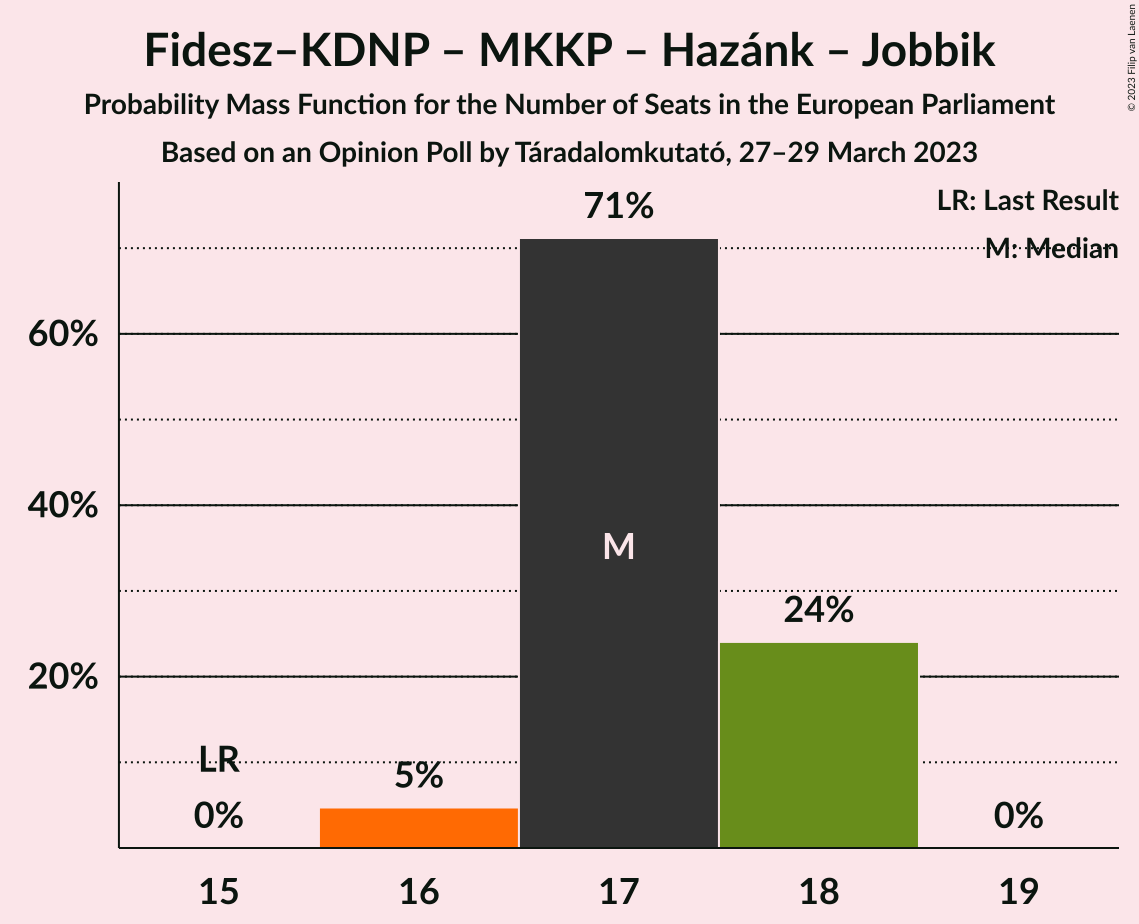 Fidesz–KDNP – MKKP – Hazánk – Jobbik
Probability Mass Function for the Number of Seats in the European Parliament
Based on an Opinion Poll by Táradalomkutató, 27–29 March 2023
© 2023 Filip van Laenen
LR: Last Result
M: Median
71%
60%
40%
M
24%
20%
LR
5%
0%
0%
15
16
17
18
19